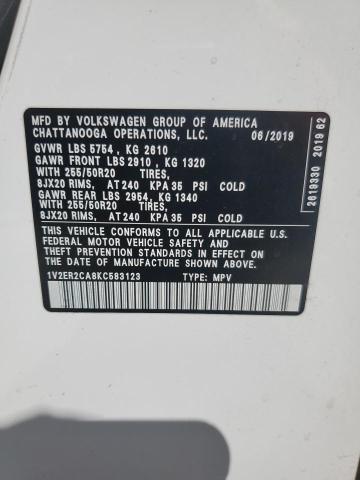 MFD BY VOLKSWAGEN GROUP OF AMERICA
CHATTANOOGA OPERATIONS, LLC. 06/2019
GVWR LBS 5754 , KG 2610
GAWR FRONT LBS 2910 , KG 1320
WITH 255/50R20 TIRES,
8JX20 RIMS, AT 240 KPA 35 PSI COLD
GAWR REAR LBS 2954 , KG 1340
WITH 255/50R20 TIRES,
8JX20 RIMS, AT 240 KPA 35 PSI COLD
THIS VEHICLE CONFORMS TO ALL APPLICABLE U.S.
FEDERAL MOTOR VEHICLE SAFETY AND
THEFT PREVENTION STANDARDS IN EFFECT ON
THE DATE OF MANUFACTURE SHOWN ABOVE.
1V2ER2CA8KC583123 TYPE: MPV
2619330 2019 62